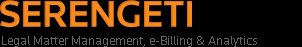 SERENGETI
Legal Matter Management, e-Billing & Analytics